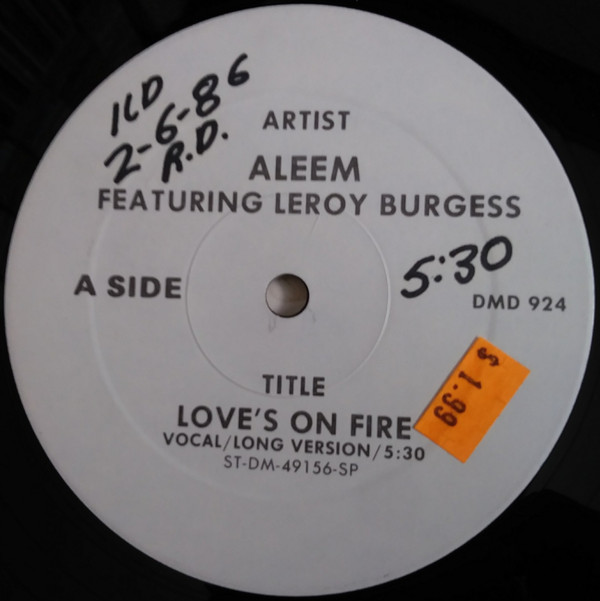 2-6-86
R.D.
ARTIST
ALEEM
FEATURING LEROY BURGESS
A SIDE
5:30
DMD 924
$1.99
TITLE
LOVE'S ON FIRE
VOCAL/LONG VERSION/5:30
ST-DM-49156-SP